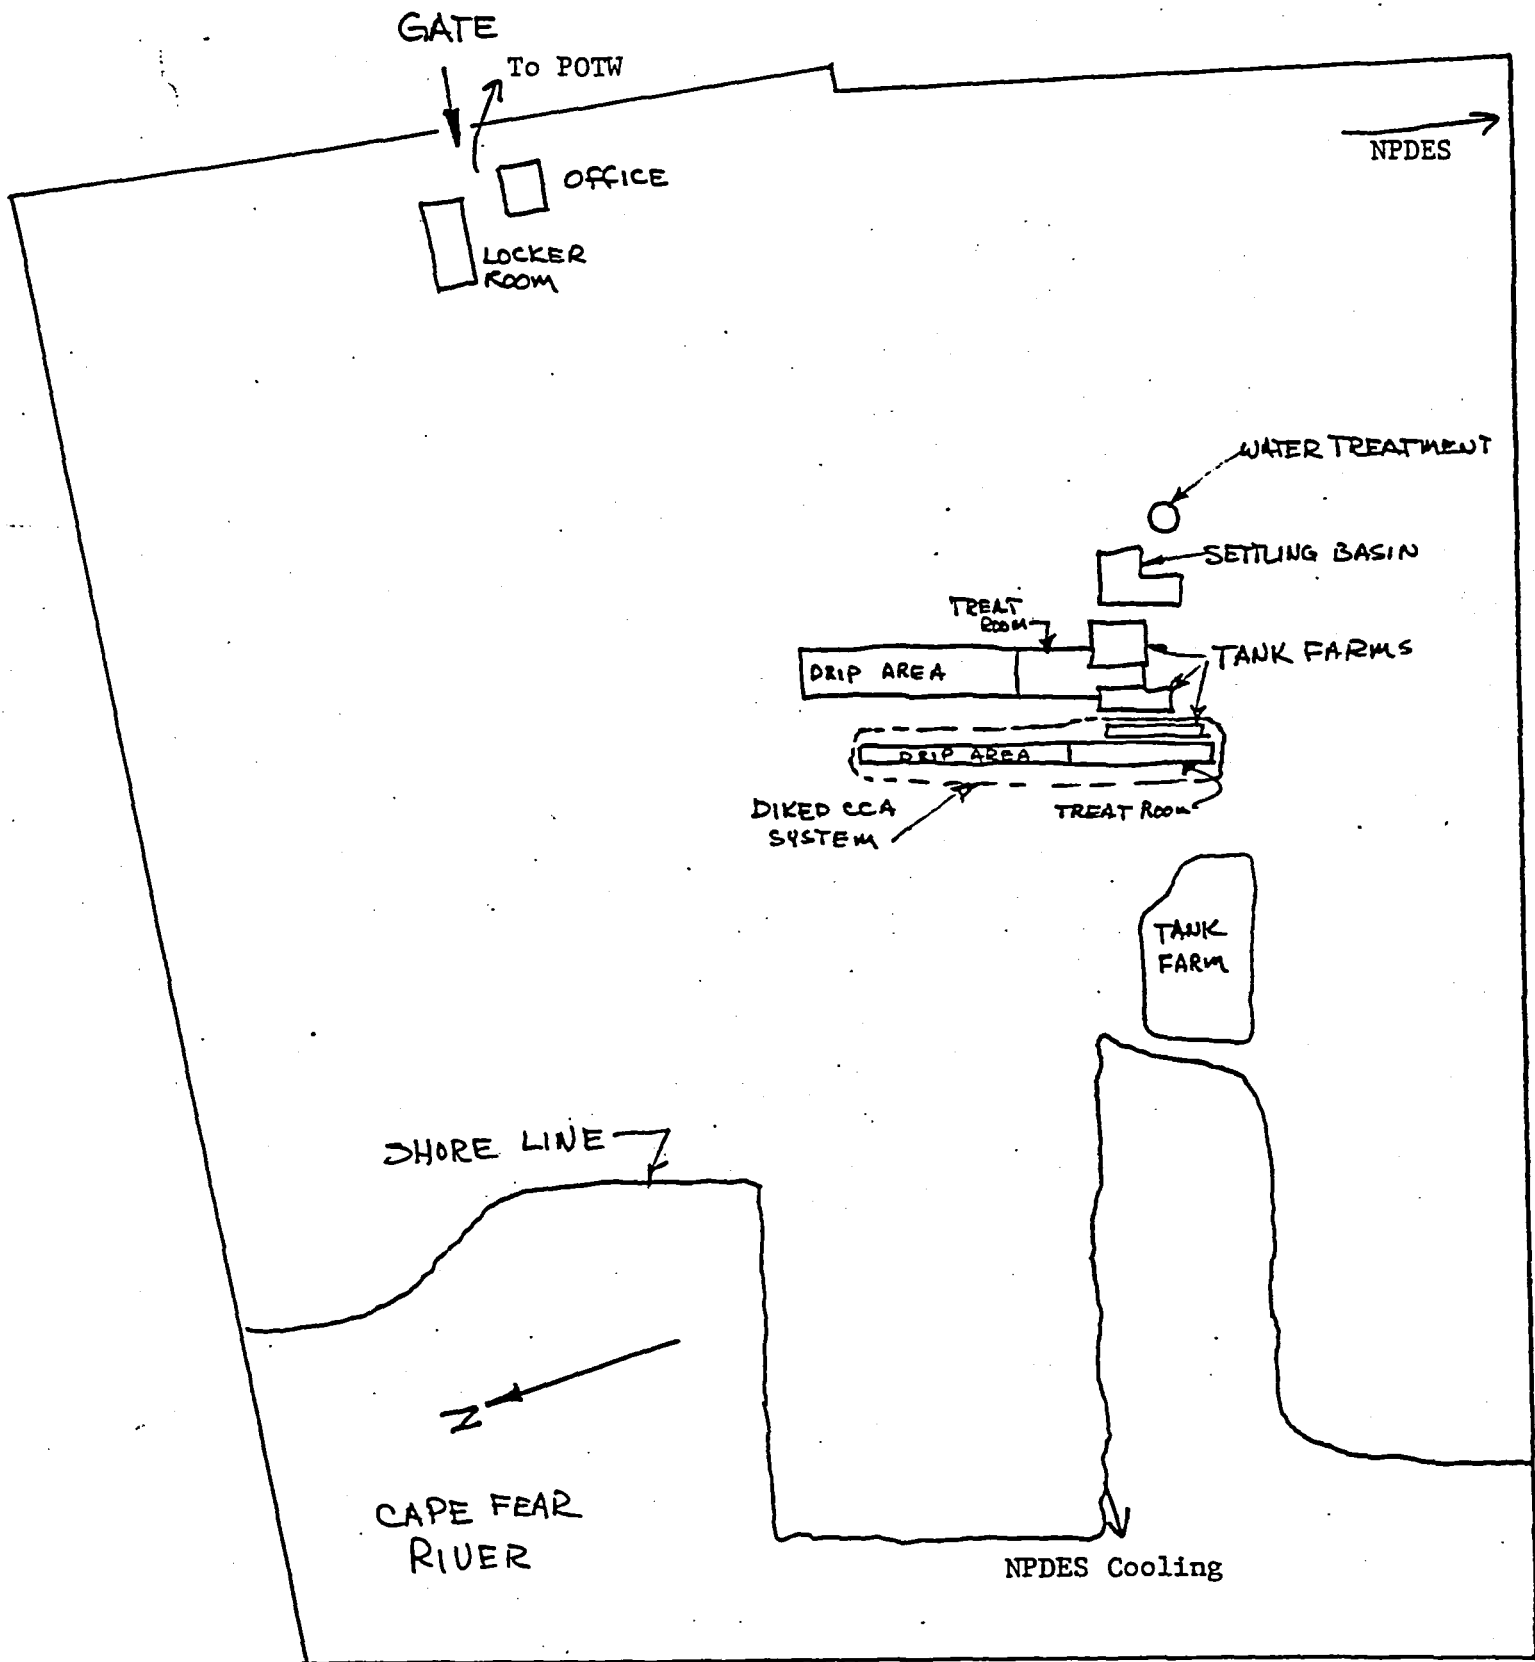 GATE
To POTW
NPDES
OFFICE
LOCKER
ROOM
WATER TREATMENT
SETTLING BASIN
TREAT
ROOM
TANK FARMS
DRIP AREA
DRIP AREA
DIKED CCA
SYSTEM
TREAT ROOM
TANK
FARM
SHORE LINE
N
CAPE FEAR
RIVER
NPDES Cooling